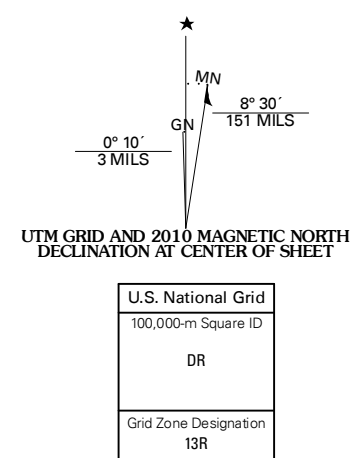 MN
GN
8° 30´
151 MILS
0° 10´
3 MILS
UTM GRID AND 2010 MAGNETIC NORTH
DECLINATION AT CENTER OF SHEET
U.S. National Grid
100,000-m Square ID
DR
Grid Zone Designation
13R